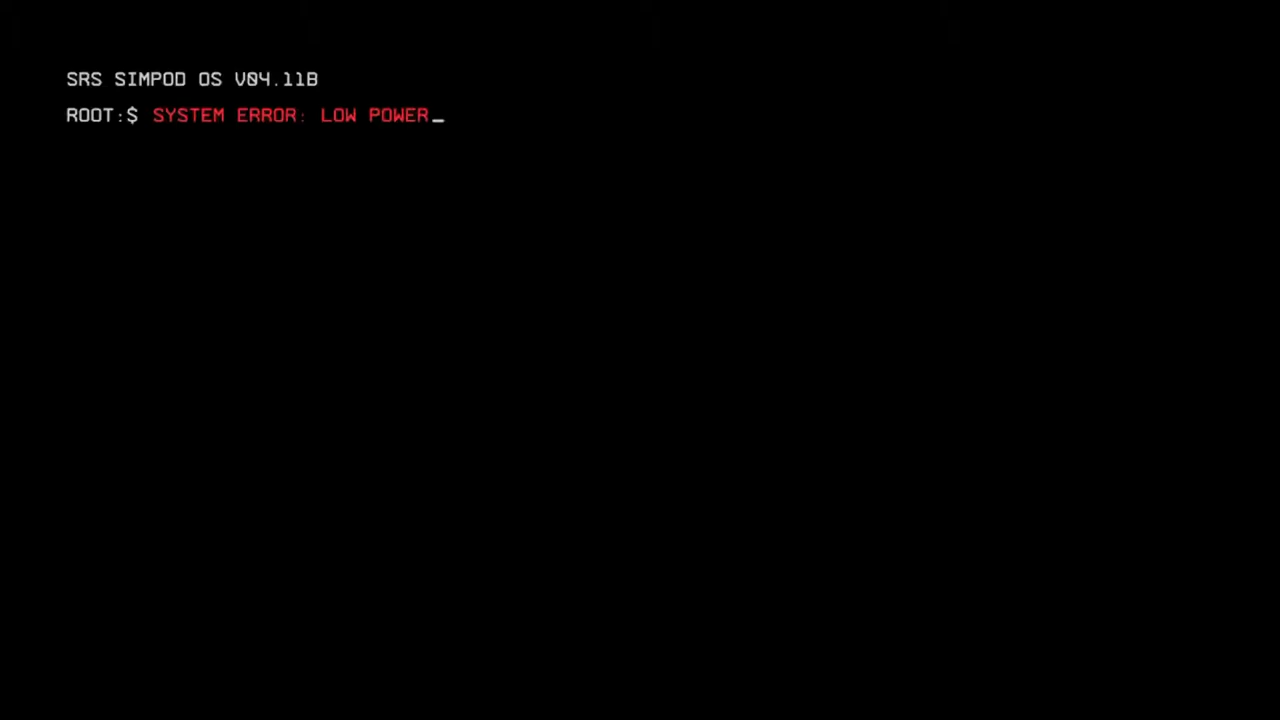 SRS SIMPOD OS V04.11B
ROOT:$ SYSTEM ERROR: LOW POWER_